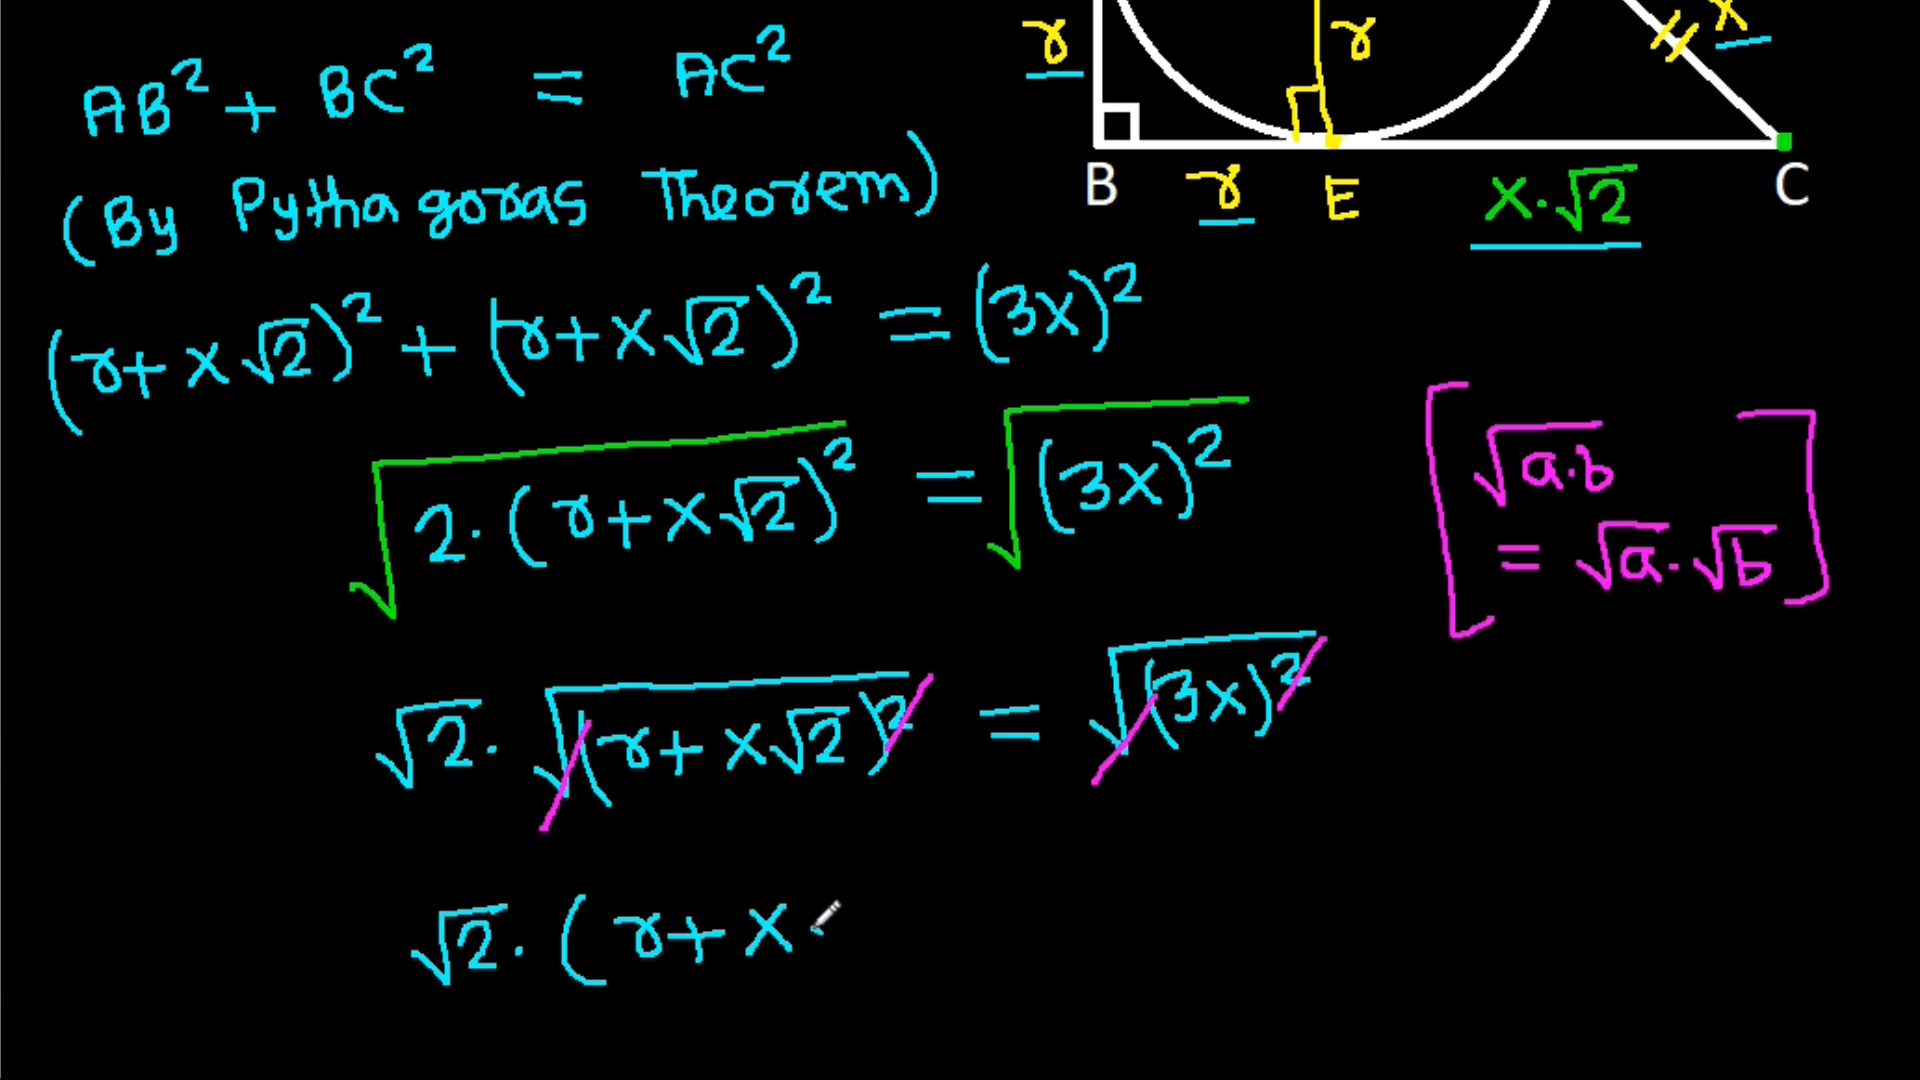 r r x
AB² + BC² = AC²
B r E x·√2 C
(By Pythagoras Theorem)
(r+x√2)² + (r+x√2)² = (3x)²
√2·(r+x√2)² = √(3x)²
[√a·b
= √a·√b]
√2·√(r+x√2)² = √(3x)²
√2·(r+x·